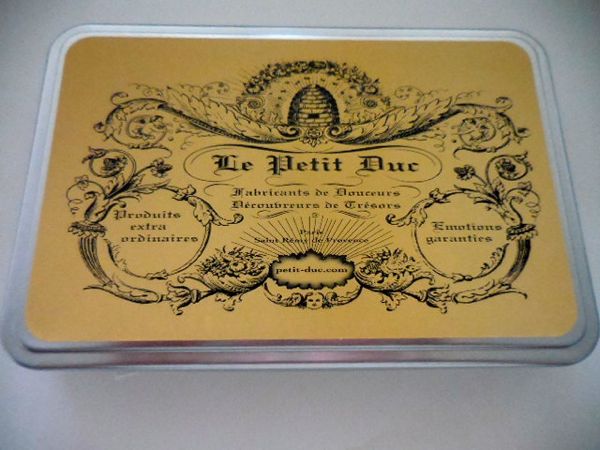 Le Petit Duc
Fabricants de Douceurs
Découvreurs de Trésors
Produits
extra
ordinaires
Emotions
garanties
Paris
Saint Rémy de Provence
petit-duc.com